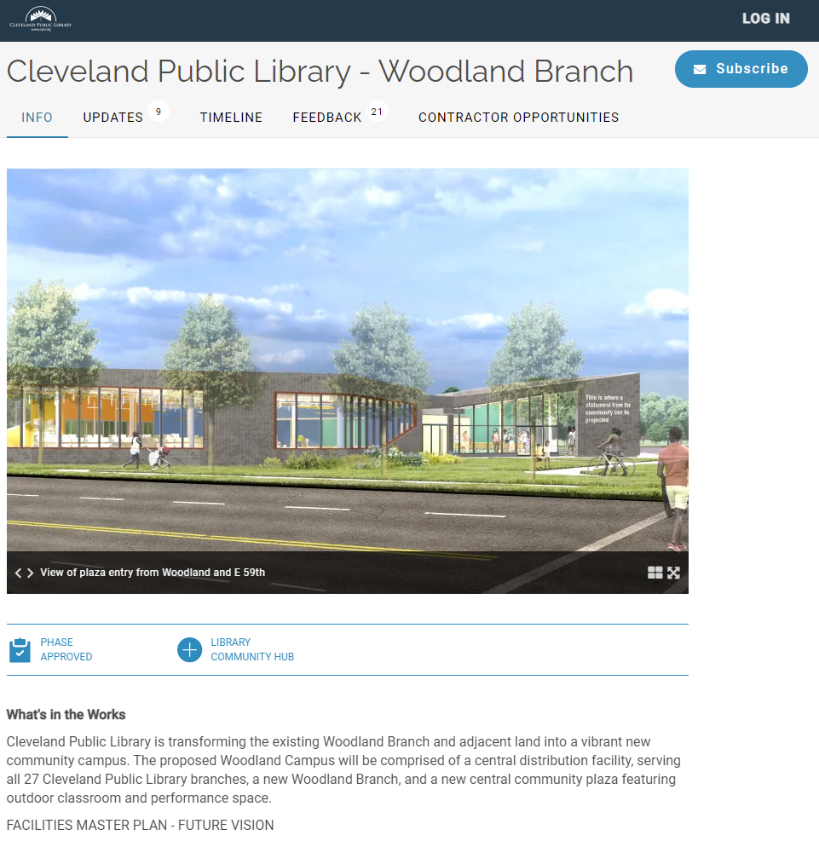 CLEVELAND PUBLIC LIBRARY
www.cpl.org
LOG IN
Cleveland Public Library - Woodland Branch
Subscribe
INFO
UPDATES 9
TIMELINE
FEEDBACK 21
CONTRACTOR OPPORTUNITIES
This is where a
statement from the
community can be
projected
View of plaza entry from Woodland and E 59th
PHASE
APPROVED
LIBRARY
COMMUNITY HUB
What's in the Works
Cleveland Public Library is transforming the existing Woodland Branch and adjacent land into a vibrant new
community campus. The proposed Woodland Campus will be comprised of a central distribution facility, serving
all 27 Cleveland Public Library branches, a new Woodland Branch, and a new central community plaza featuring
outdoor classroom and performance space.
FACILITIES MASTER PLAN - FUTURE VISION